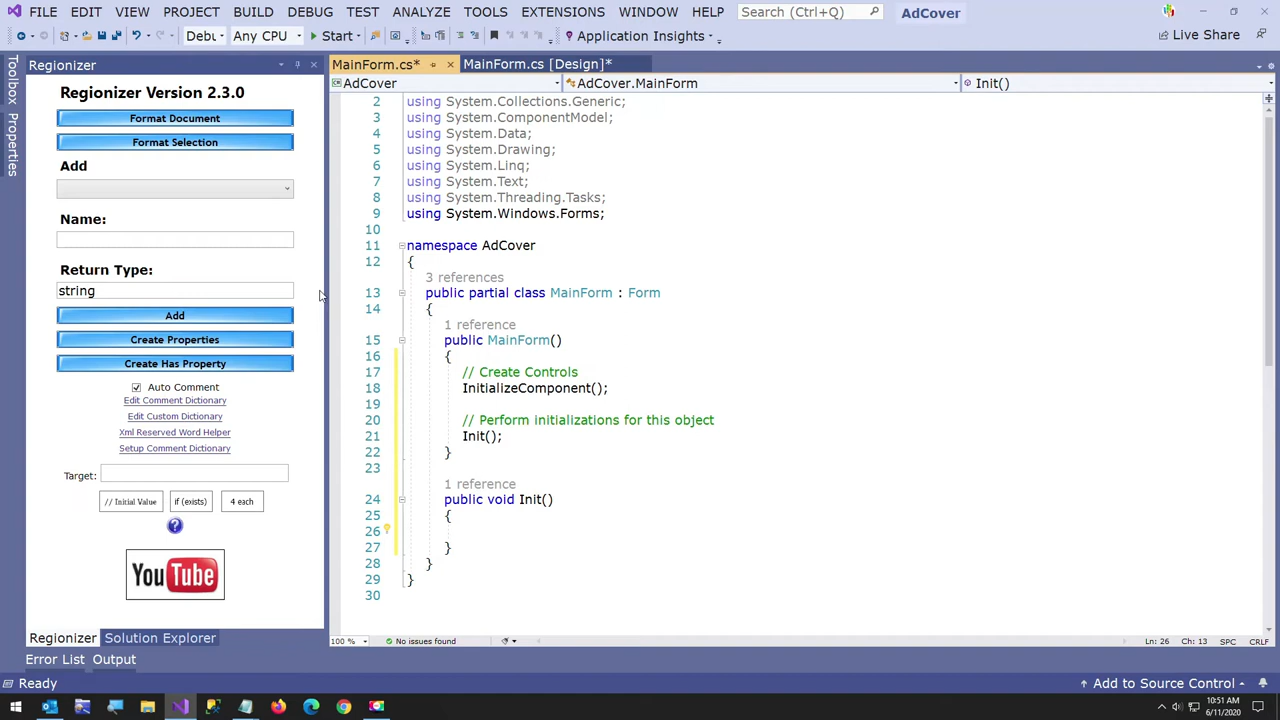 FILE EDIT VIEW PROJECT BUILD DEBUG TEST ANALYZE TOOLS EXTENSIONS WINDOW HELP Search (Ctrl+Q) AdCover
Debu Any CPU Start Application Insights Live Share
Toolbox
Properties
Regionizer
Regionizer Version 2.3.0
Format Document
Format Selection
Add
Name:
Return Type:
string
Add
Create Properties
Create Has Property
Auto Comment
Edit Comment Dictionary
Edit Custom Dictionary
Xml Reserved Word Helper
Setup Comment Dictionary
Target:
// Initial Value if (exists) 4 each
?
You Tube
Regionizer Solution Explorer
MainForm.cs* MainForm.cs [Design]*
AdCover AdCover.MainForm Init()
2 using System.Collections.Generic;
3 using System.ComponentModel;
4 using System.Data;
5 using System.Drawing;
6 using System.Linq;
7 using System.Text;
8 using System.Threading.Tasks;
9 using System.Windows.Forms;
10
11 namespace AdCover
12 {
3 references
13 public partial class MainForm : Form
14 {
1 reference
15 public MainForm()
16 {
17 // Create Controls
18 InitializeComponent();
19
20 // Perform initializations for this object
21 Init();
22 }
23
1 reference
24 public void Init()
25 {
26
27 }
28 }
29 }
30
100 % No issues found Ln: 26 Ch: 13 SPC CRLF
Error List Output
Ready Add to Source Control
10:51 AM
6/11/2020